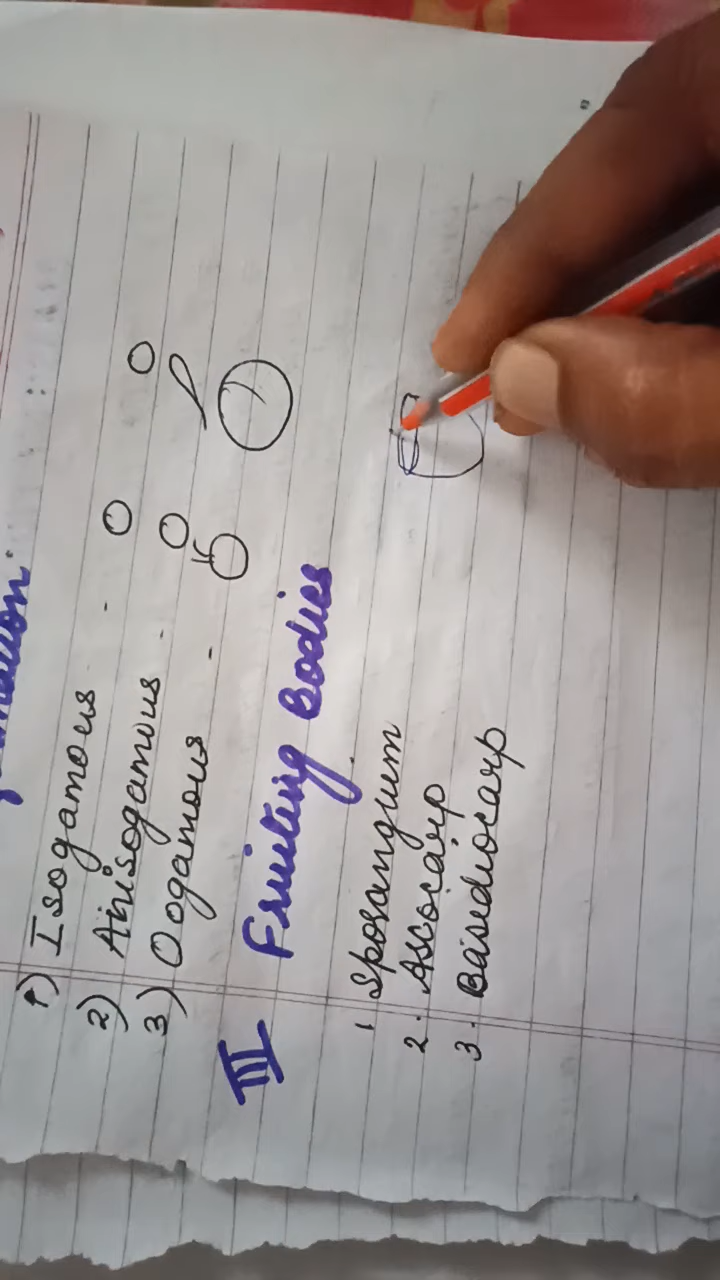 1) Isogamous -
2) Anisogamous -
3) Oogamous -
III Fruiting Bodies
1 Sporangium
2. Ascocarp
3. Basidiocarp